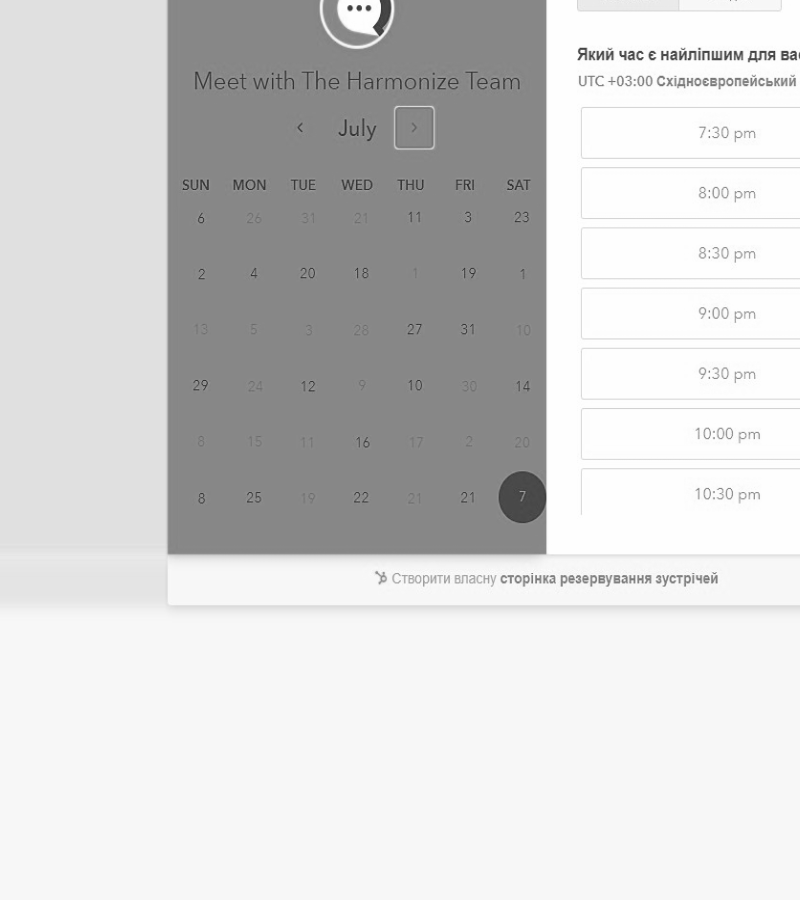 Meet with The Harmonize Team
July
SUN MON TUE WED THU FRI SAT
6 26 31 21 11 3 23
2 4 20 18 1 19 1
13 5 3 28 27 31 10
29 24 12 9 10 30 14
8 15 11 16 17 2 20
8 25 19 22 21 21 7
Який час є найліпшим для
UTC +03:00 Східноєвропейський
7:30 pm
8:00 pm
8:30 pm
9:00 pm
9:30 pm
10:00 pm
10:30 pm
Створити власну сторінка резервування зустрічей